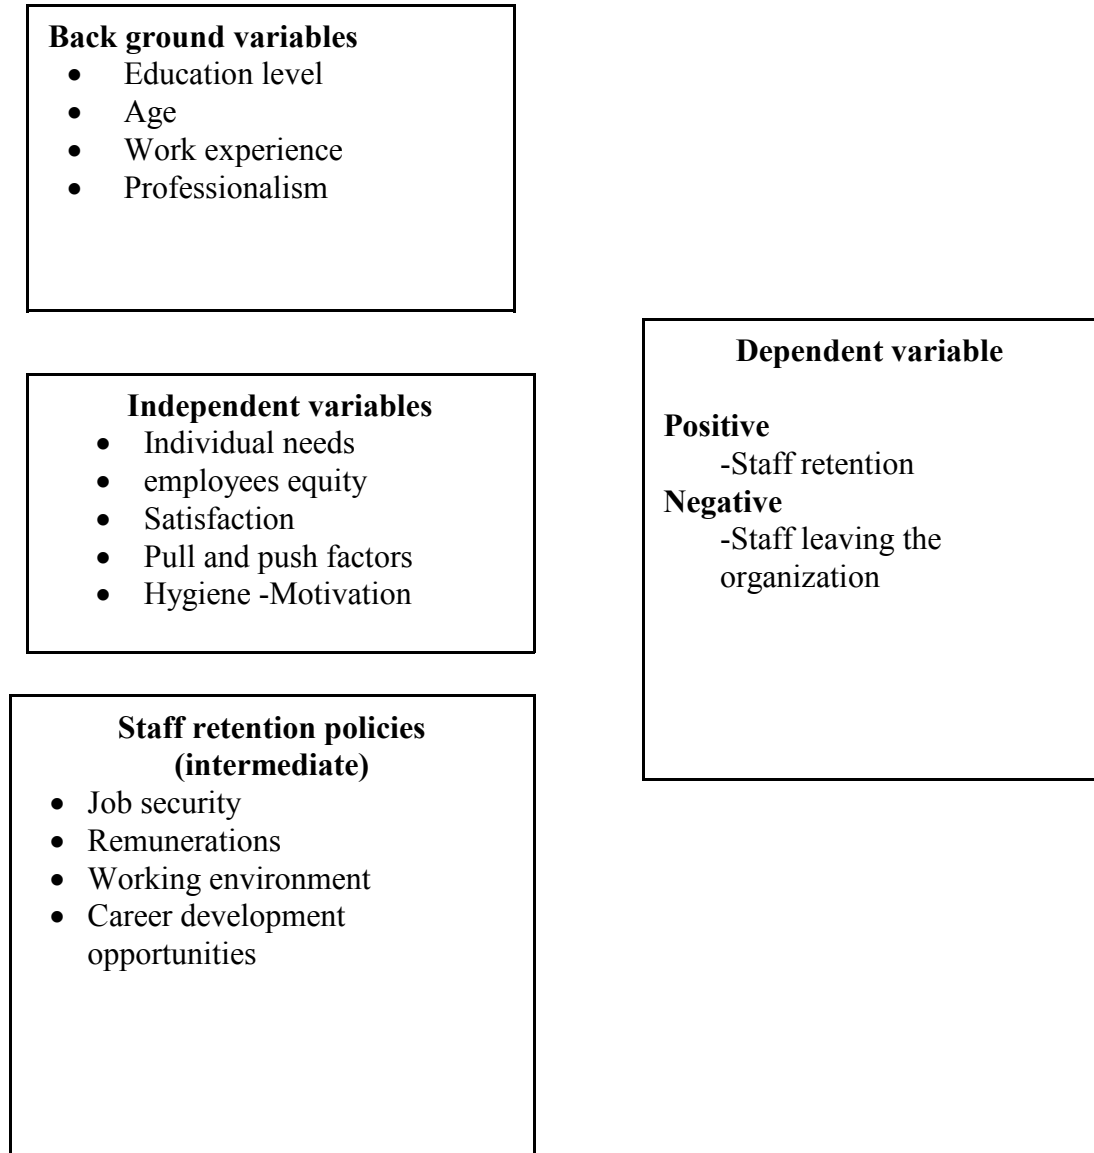 Back ground variables
• Education level
• Age
• Work experience
• Professionalism
Independent variables
• Individual needs
• employees equity
• Satisfaction
• Pull and push factors
• Hygiene -Motivation
Staff retention policies
(intermediate)
• Job security
• Remunerations
• Working environment
• Career development
opportunities
Dependent variable
Positive
-Staff retention
Negative
-Staff leaving the
organization